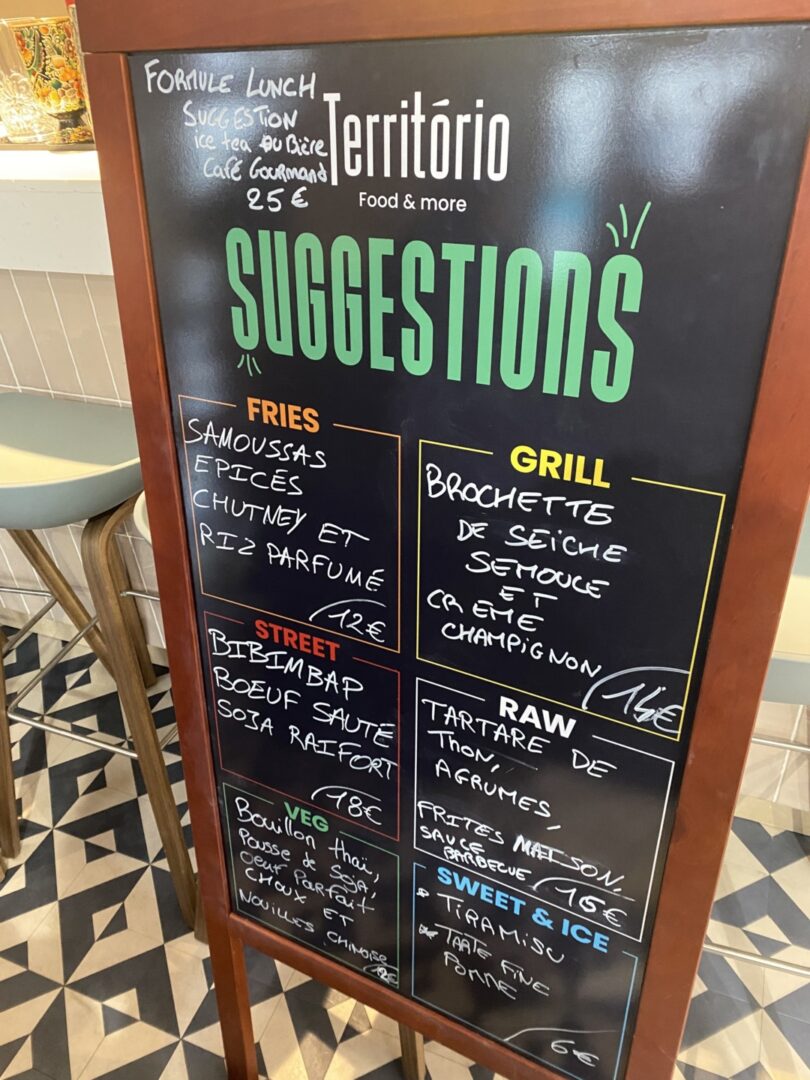 FORMULE LUNCH
SUGGESTION
ice tea ou Bière
Café Gourmand
25 €
Território
Food & more
SUGGESTIONS
FRIES
SAMOUSSAS
EPICÉS
CHUTNEY ET
RIZ PARFUMÉ
12€
STREET
BIBIMBAP
BOEUF SAUTÉ
SOJA RAIFORT
18€
VEG
Bouillon thaï,
Pousse de Soja,
Oeuf Parfait
CHOUX ET
NOUILLES CHINOISE
12€
GRILL
BROCHETTE
DE SEICHE
SEMOULE
ET
CREME
CHAMPIGNON
€
RAW
TARTARE DE
THON,
AGRUMES,
FRITES MAISON,
SAUCE
BARBECUE
€
SWEET & ICE
TIRAMISU
TARTE FINE
POMME
6€